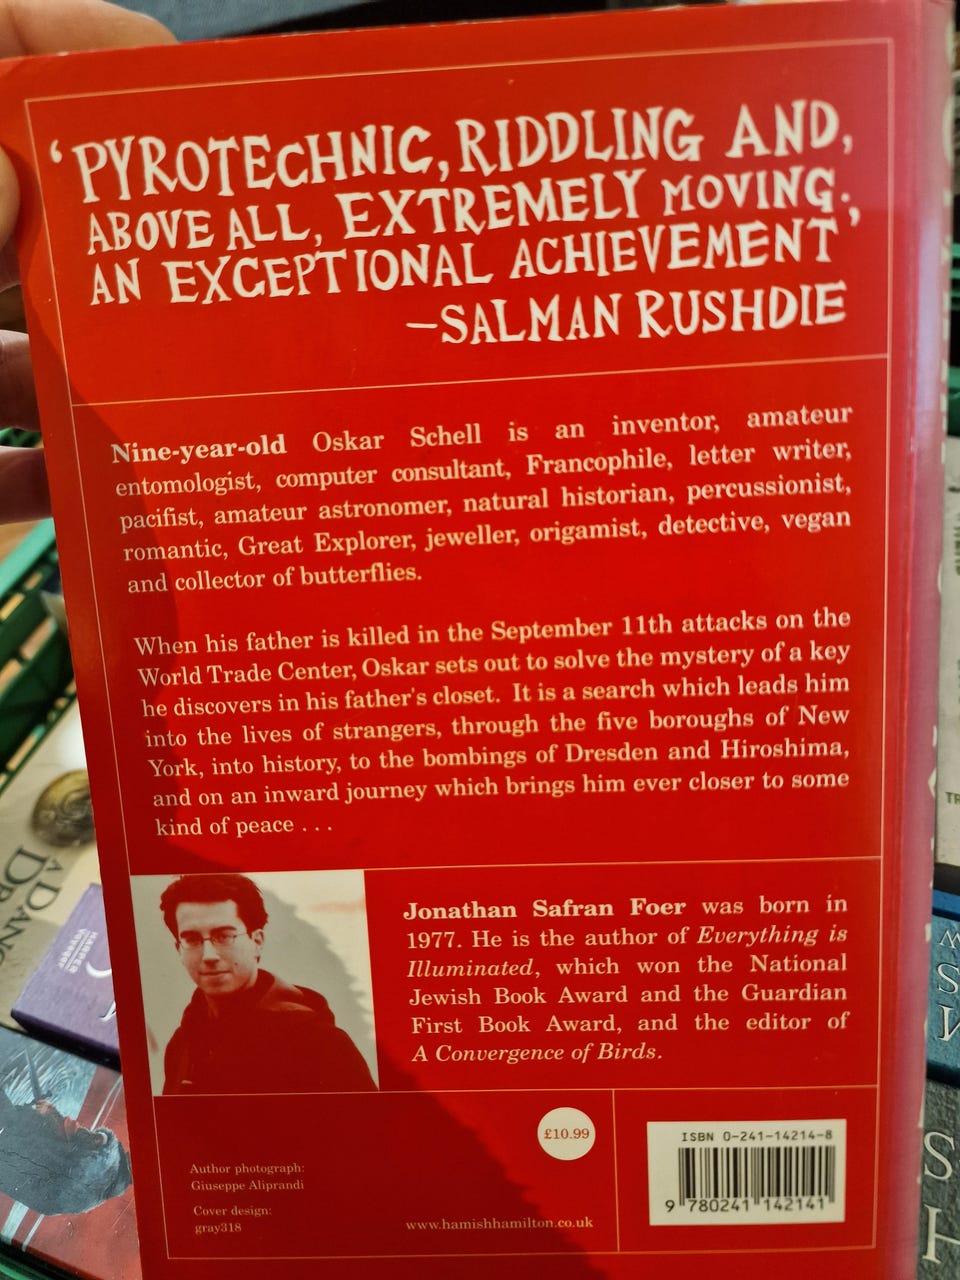 ‘PYROTECHNIC, RIDDLING AND,
ABOVE ALL, EXTREMELY MOVING.
AN EXCEPTIONAL ACHIEVEMENT’
–SALMAN RUSHDIE
Nine-year-old Oskar Schell is an inventor, amateur
entomologist, computer consultant, Francophile, letter writer,
pacifist, amateur astronomer, natural historian, percussionist,
romantic, Great Explorer, jeweller, origamist, detective, vegan
and collector of butterflies.
When his father is killed in the September 11th attacks on the
World Trade Center, Oskar sets out to solve the mystery of a key
he discovers in his father's closet. It is a search which leads him
into the lives of strangers, through the five boroughs of New
York, into history, to the bombings of Dresden and Hiroshima,
and on an inward journey which brings him ever closer to some
kind of peace . . .
Jonathan Safran Foer was born in
1977. He is the author of Everything is
Illuminated, which won the National
Jewish Book Award and the Guardian
First Book Award, and the editor of
A Convergence of Birds.
£10.99
ISBN 0-241-14214-8
9 780241 142141
Author photograph:
Giuseppe Aliprandi
Cover design:
gray318
www.hamishhamilton.co.uk
HARPER
Voyager